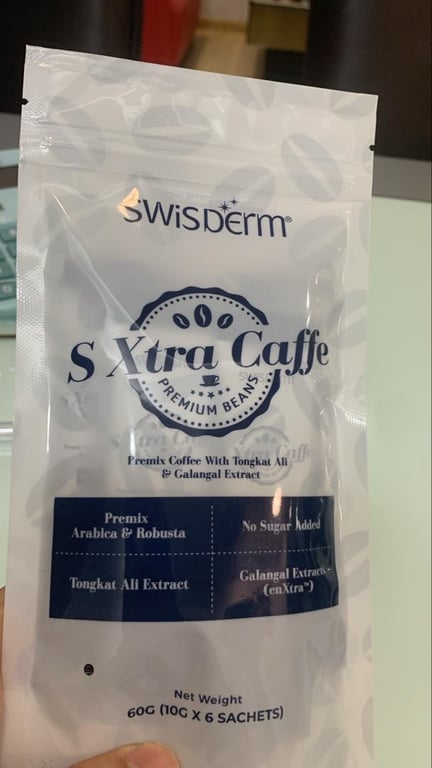 SWiSDerm®
S Xtra Caffe
PREMIUM BEANS
Premix Coffee With Tongkat Ali
& Galangal Extract
Premix
Arabica & Robusta
No Sugar Added
Tongkat Ali Extract
Galangal Extract
(enXtra™)
Net Weight
60G (10G X 6 SACHETS)